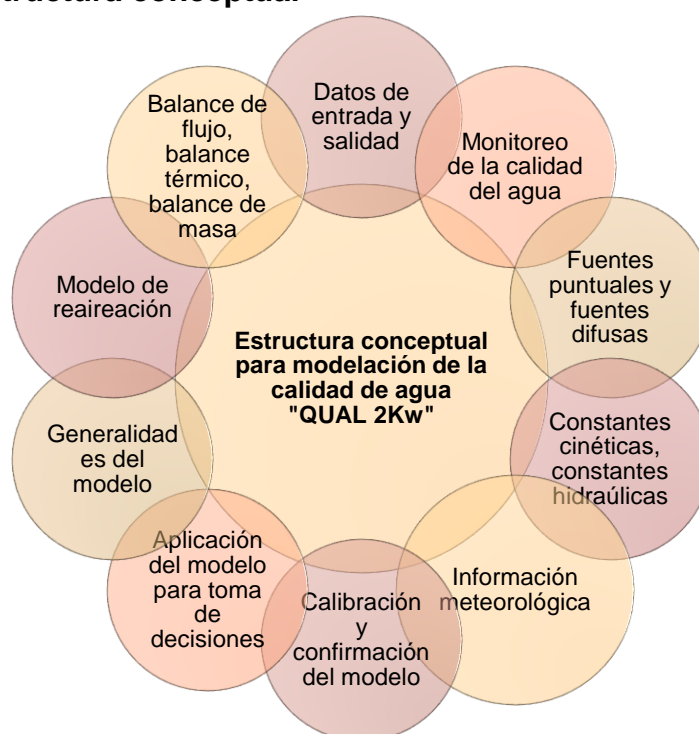 Datos de
entrada y
salidad
Monitoreo
de la calidad
del agua
Fuentes
puntuales y
fuentes
difusas
Constantes
cinéticas,
constantes
hidraúlicas
Información
meteorológica
Calibración
y
confirmación
del modelo
Aplicación
del modelo
para toma
de
decisiones
Generalidad
es del
modelo
Modelo de
reaireación
Balance de
flujo,
balance
térmico,
balance de
masa
Estructura conceptual
para modelación de la
calidad de agua
"QUAL 2Kw"